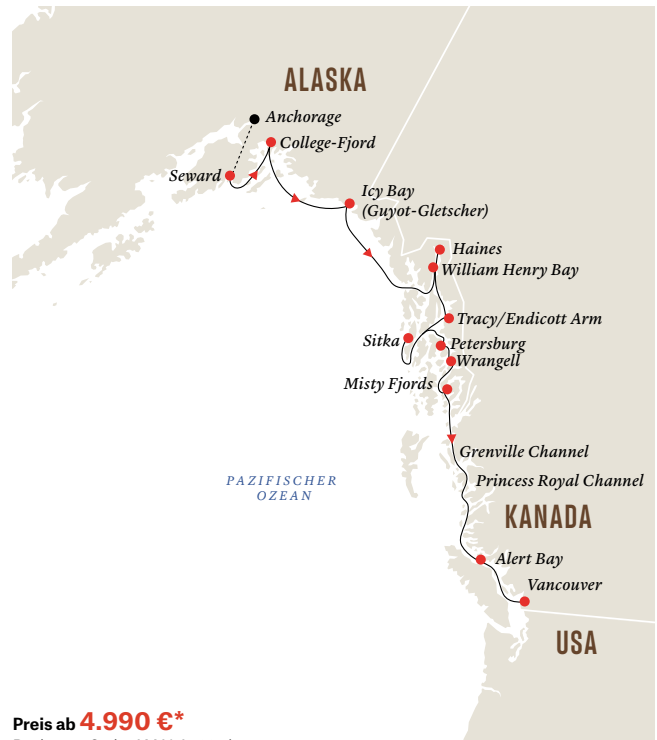 ALASKA
Anchorage
College-Fjord
Seward
Icy Bay
(Guyot-Gletscher)
Haines
William Henry Bay
Tracy/Endicott Arm
Sitka
Petersburg
Wrangell
Misty Fjords
Grenville Channel
PAZIFISCHER
OZEAN
Princess Royal Channel
KANADA
Alert Bay
Vancouver
USA
Preis ab 4.990 €*